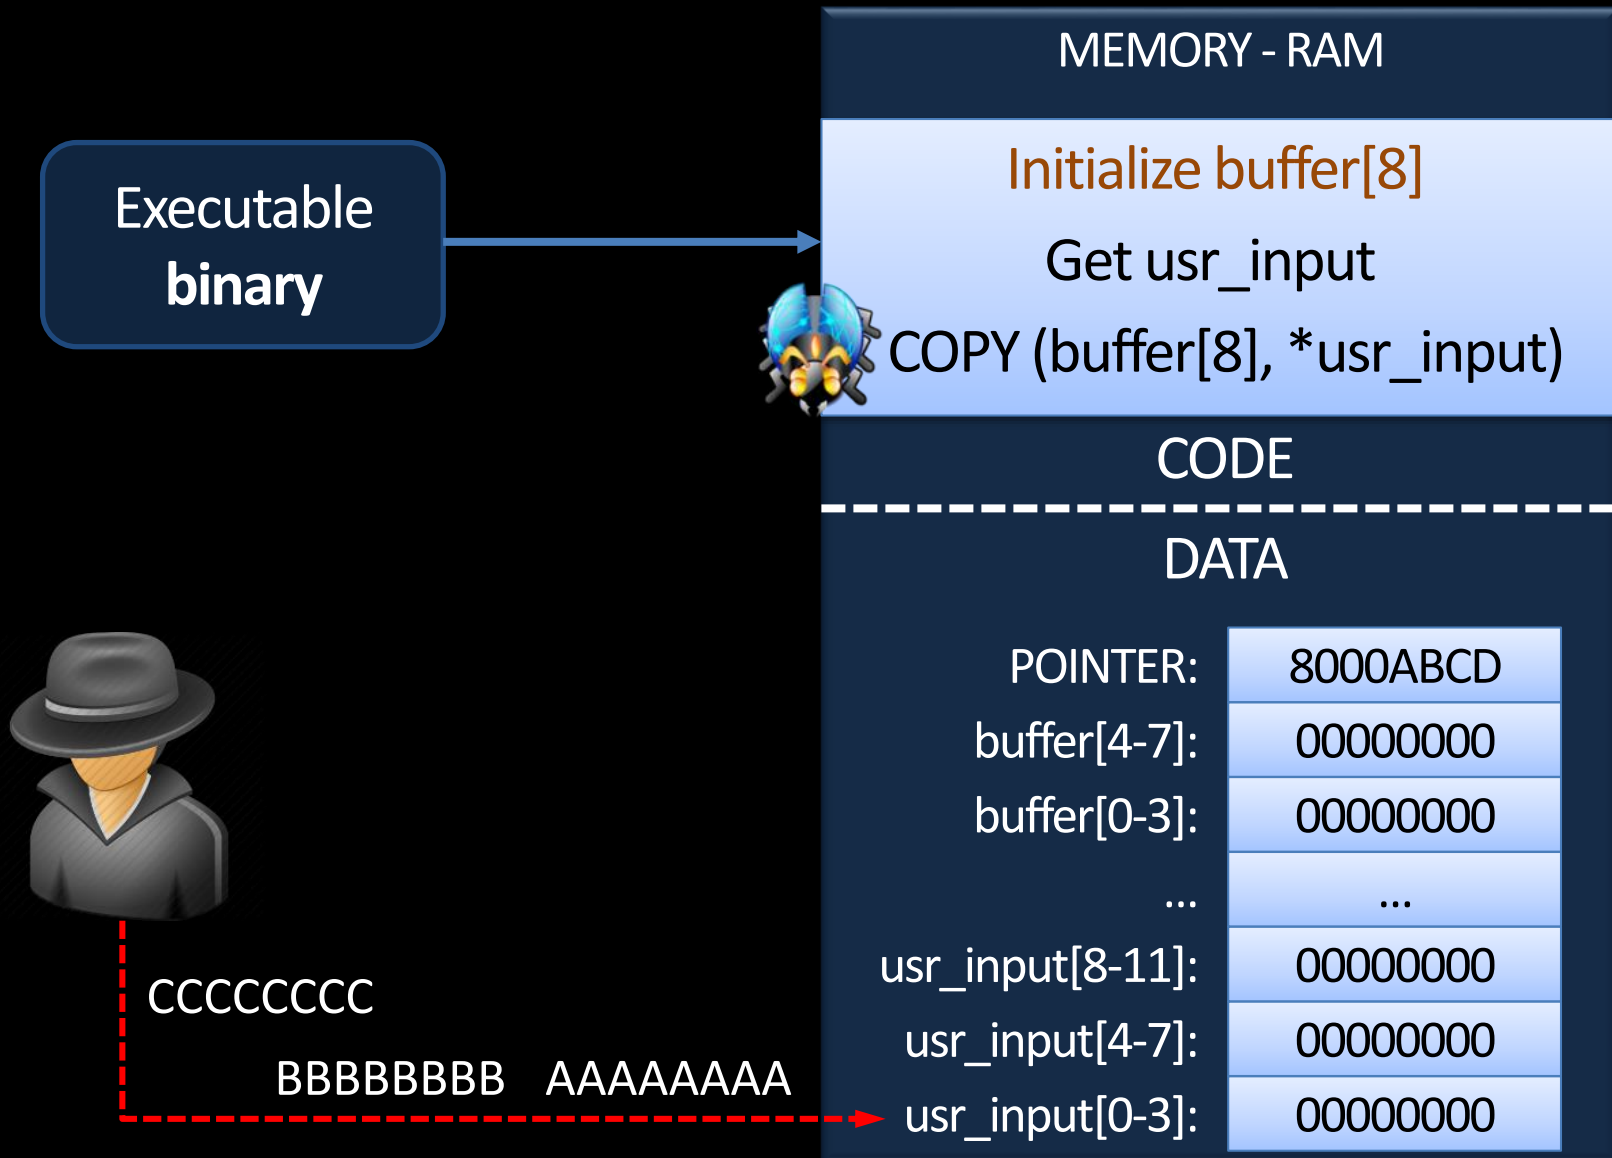 MEMORY - RAM
Executable
binary
Initialize buffer[8]
Get usr_input
COPY (buffer[8], *usr_input)
CODE
DATA
POINTER: 8000ABCD
buffer[4-7]: 00000000
buffer[0-3]: 00000000
... ...
usr_input[8-11]: 00000000
usr_input[4-7]: 00000000
usr_input[0-3]: 00000000
CCCCCCCC
BBBBBBBB AAAAAAAA